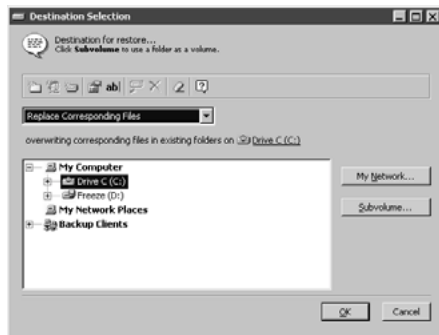 Destination Selection
Destination for restore...
Click Subvolume to use a folder as a volume.
ab|
Replace Corresponding Files
overwriting corresponding files in existing folders on Drive C (C:)
My Computer
Drive C (C:)
Freeze (D:)
My Network Places
Backup Clients
My Network...
Subvolume...
OK
Cancel